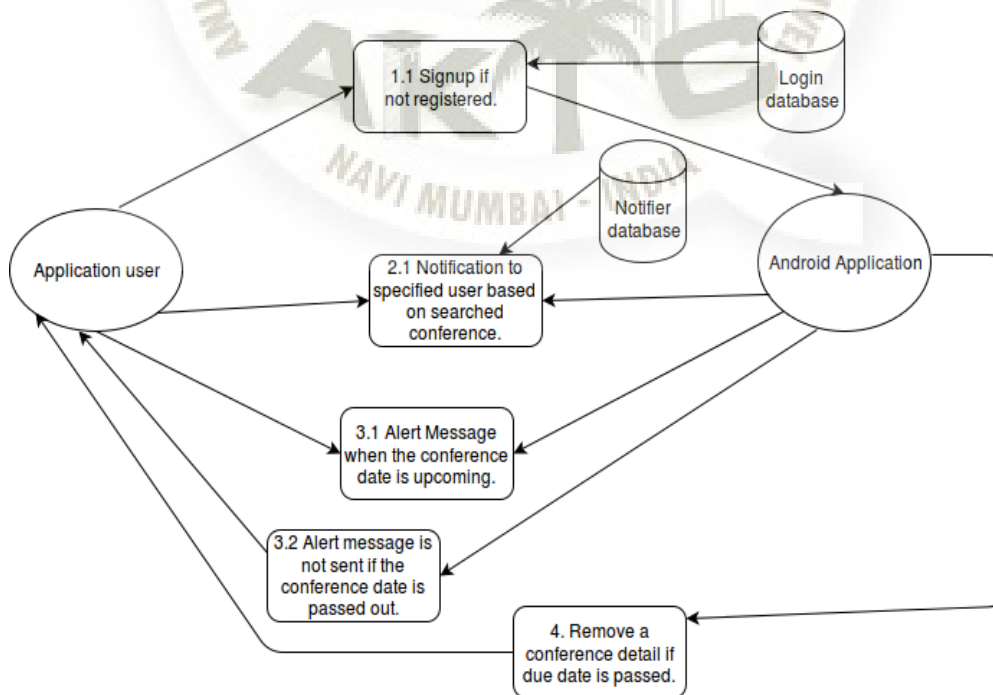 AKTC
NAVI MUMBAI - INDIA
1.1 Signup if
not registered.
Login
database
Notifier
database
Application user
Android Application
2.1 Notification to
specified user based
on searched
conference.
3.1 Alert Message
when the conference
date is upcoming.
3.2 Alert message is
not sent if the
conference date is
passed out.
4. Remove a
conference detail if
due date is passed.